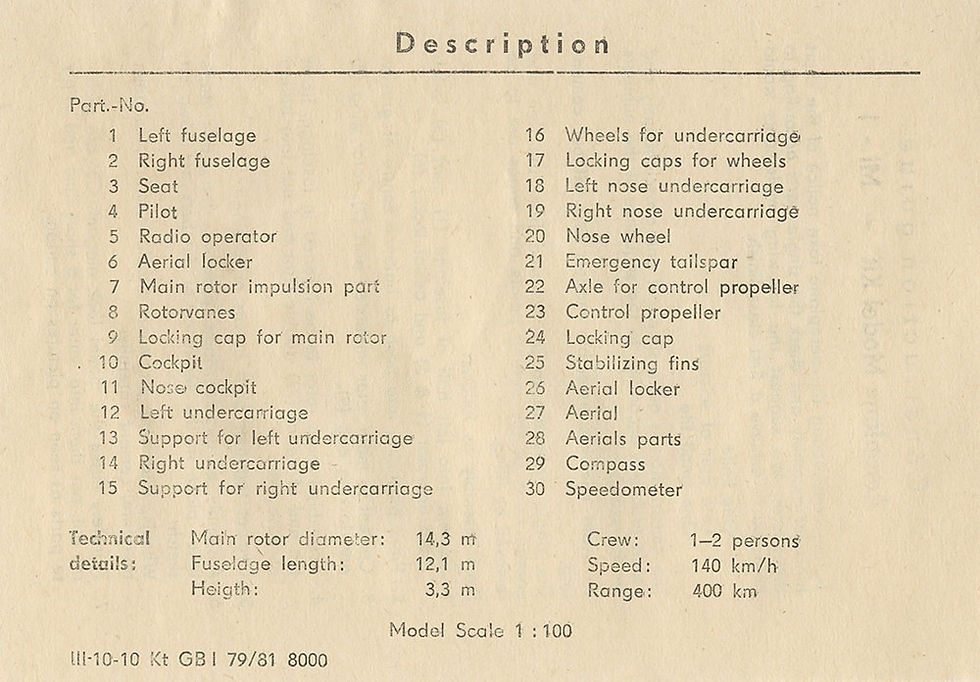 Description
Part.-No.
1 Left fuselage
2 Right fuselage
3 Seat
4 Pilot
5 Radio operator
6 Aerial locker
7 Main rotor impulsion part
8 Rotorvanes
9 Locking cap for main rotor
10 Cockpit
11 Nose cockpit
12 Left undercarriage
13 Support for left undercarriage
14 Right undercarriage
15 Support for right undercarriage
16 Wheels for undercarriage
17 Locking caps for wheels
18 Left nose undercarriage
19 Right nose undercarriage
20 Nose wheel
21 Emergency tailspar
22 Axle for control propeller
23 Control propeller
24 Locking cap
25 Stabilizing fins
26 Aerial locker
27 Aerial
28 Aerials parts
29 Compass
30 Speedometer
Technical details:
Main rotor diameter: 14,3 m
Fuselage length: 12,1 m
Heigth: 3,3 m
Crew: 1–2 persons
Speed: 140 km/h
Range: 400 km
Model Scale 1 : 100
III-10-10 Kt GB I 79/81 8000